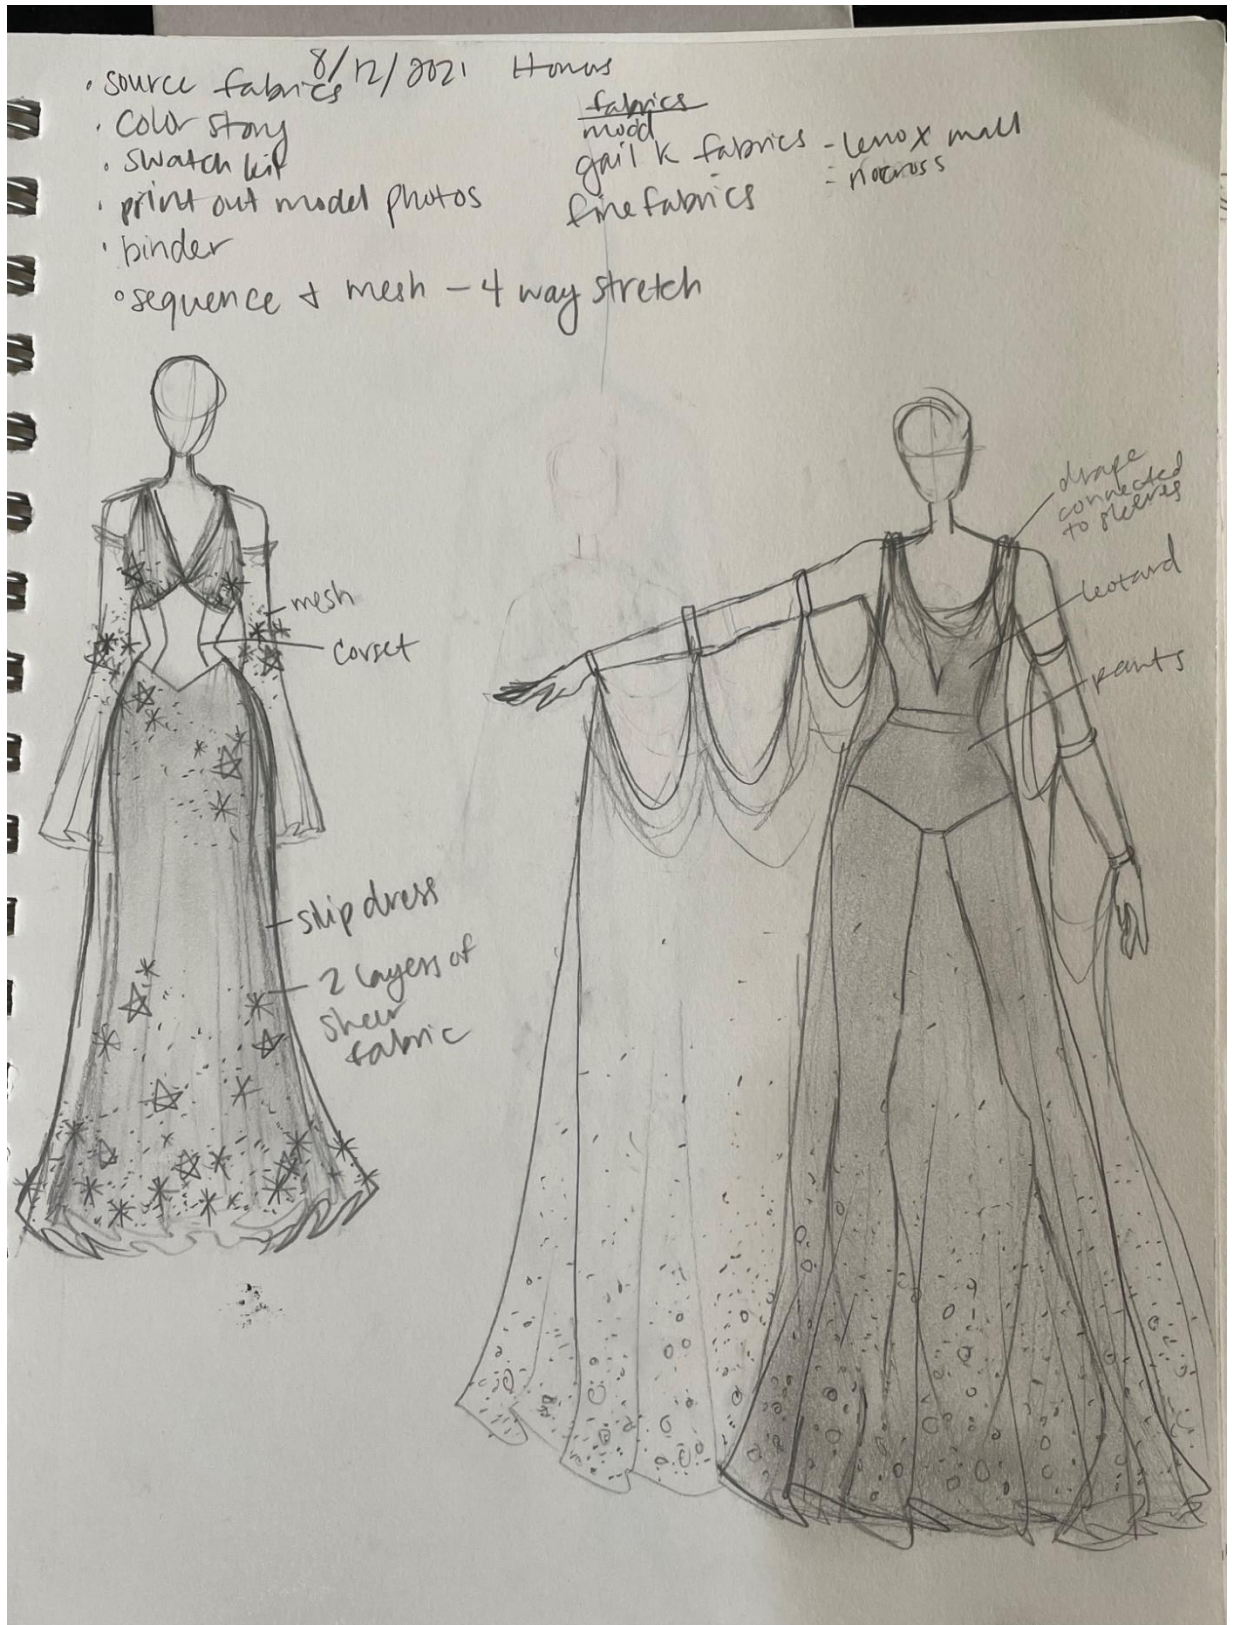 8/12/2021 Honors
• source fabrics
• color story
• swatch kit
• print out model photos
• binder
° sequence & mesh – 4 way stretch
fabrics
mood
gail k fabrics - lenox mall
- norcross
fine fabrics
mesh
corset
slip dress
2 layers of
sheer
fabric
drape
connected
to sleeves
leotard
pants